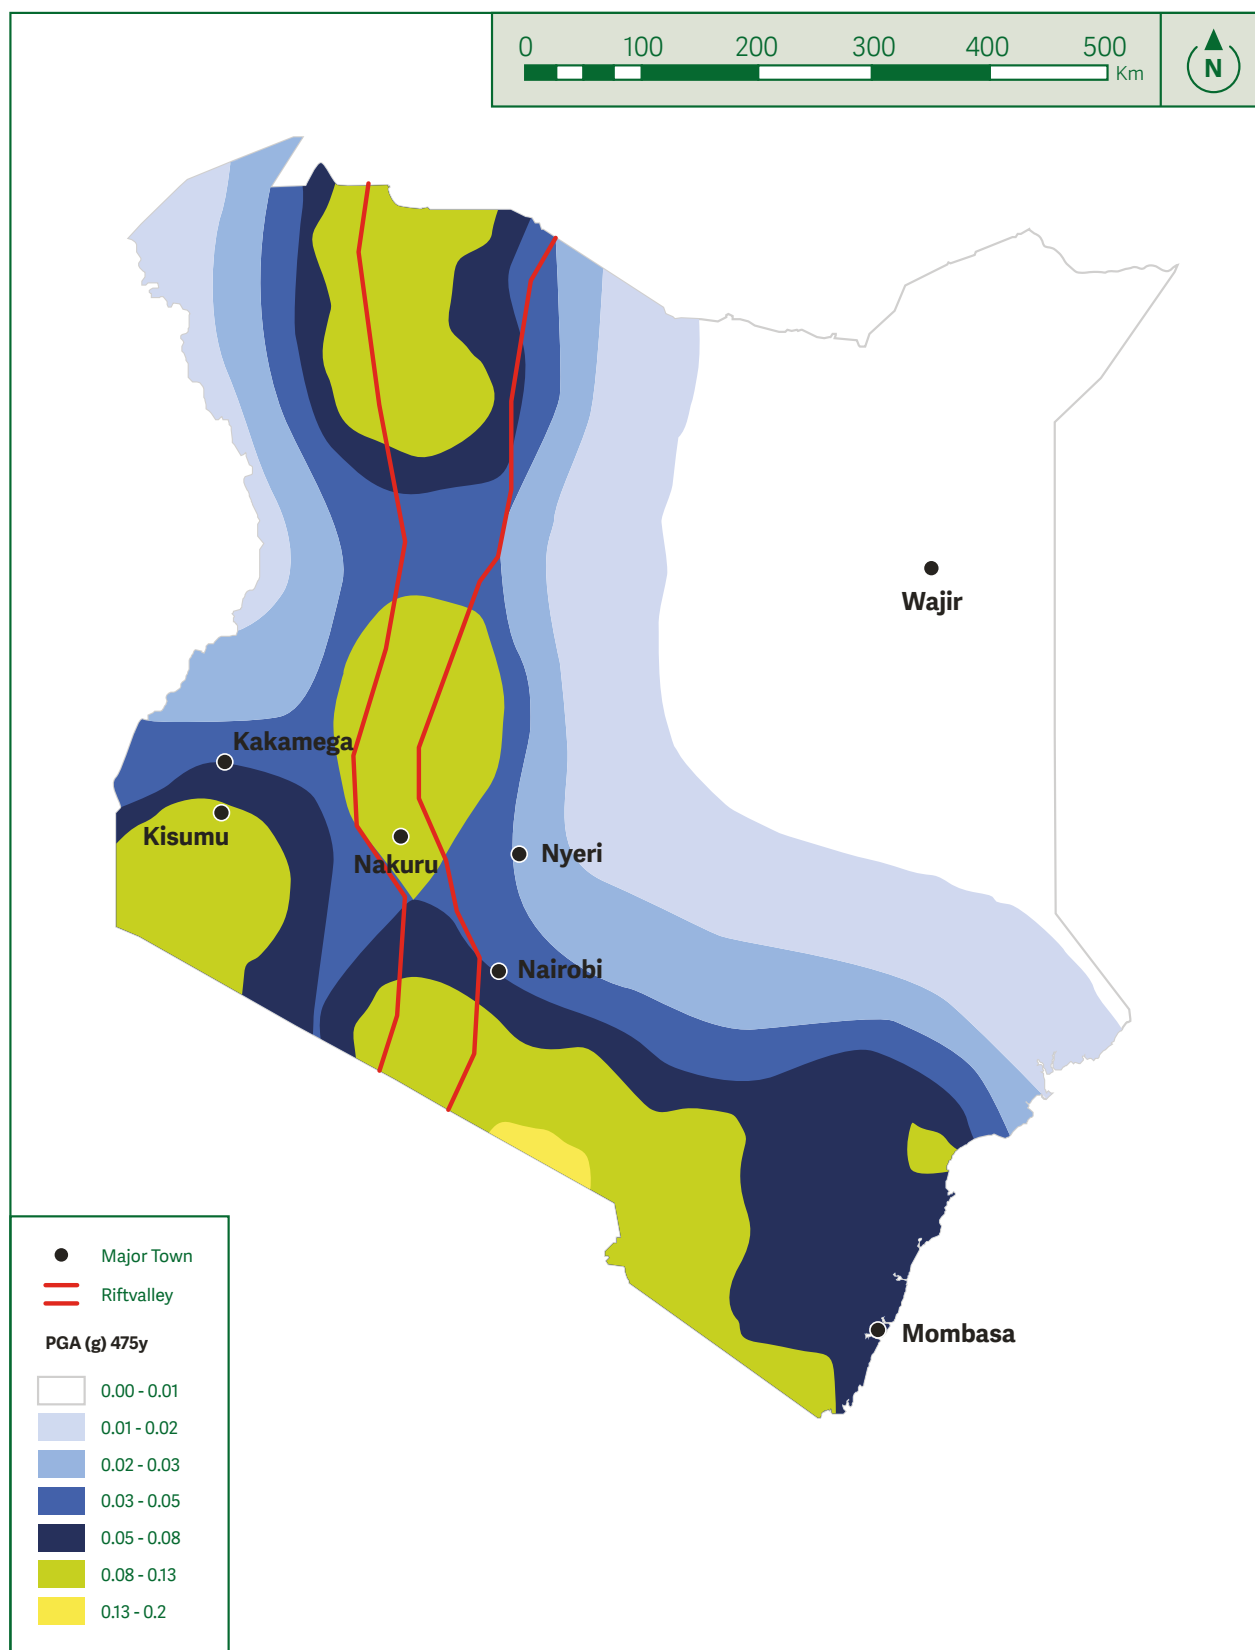 0 100 200 300 400 500
Km
N
Wajir
Kakamega
Kisumu
Nakuru
Nyeri
Nairobi
Mombasa
Major Town
Riftvalley
PGA (g) 475y
0.00 - 0.01
0.01 - 0.02
0.02 - 0.03
0.03 - 0.05
0.05 - 0.08
0.08 - 0.13
0.13 - 0.2